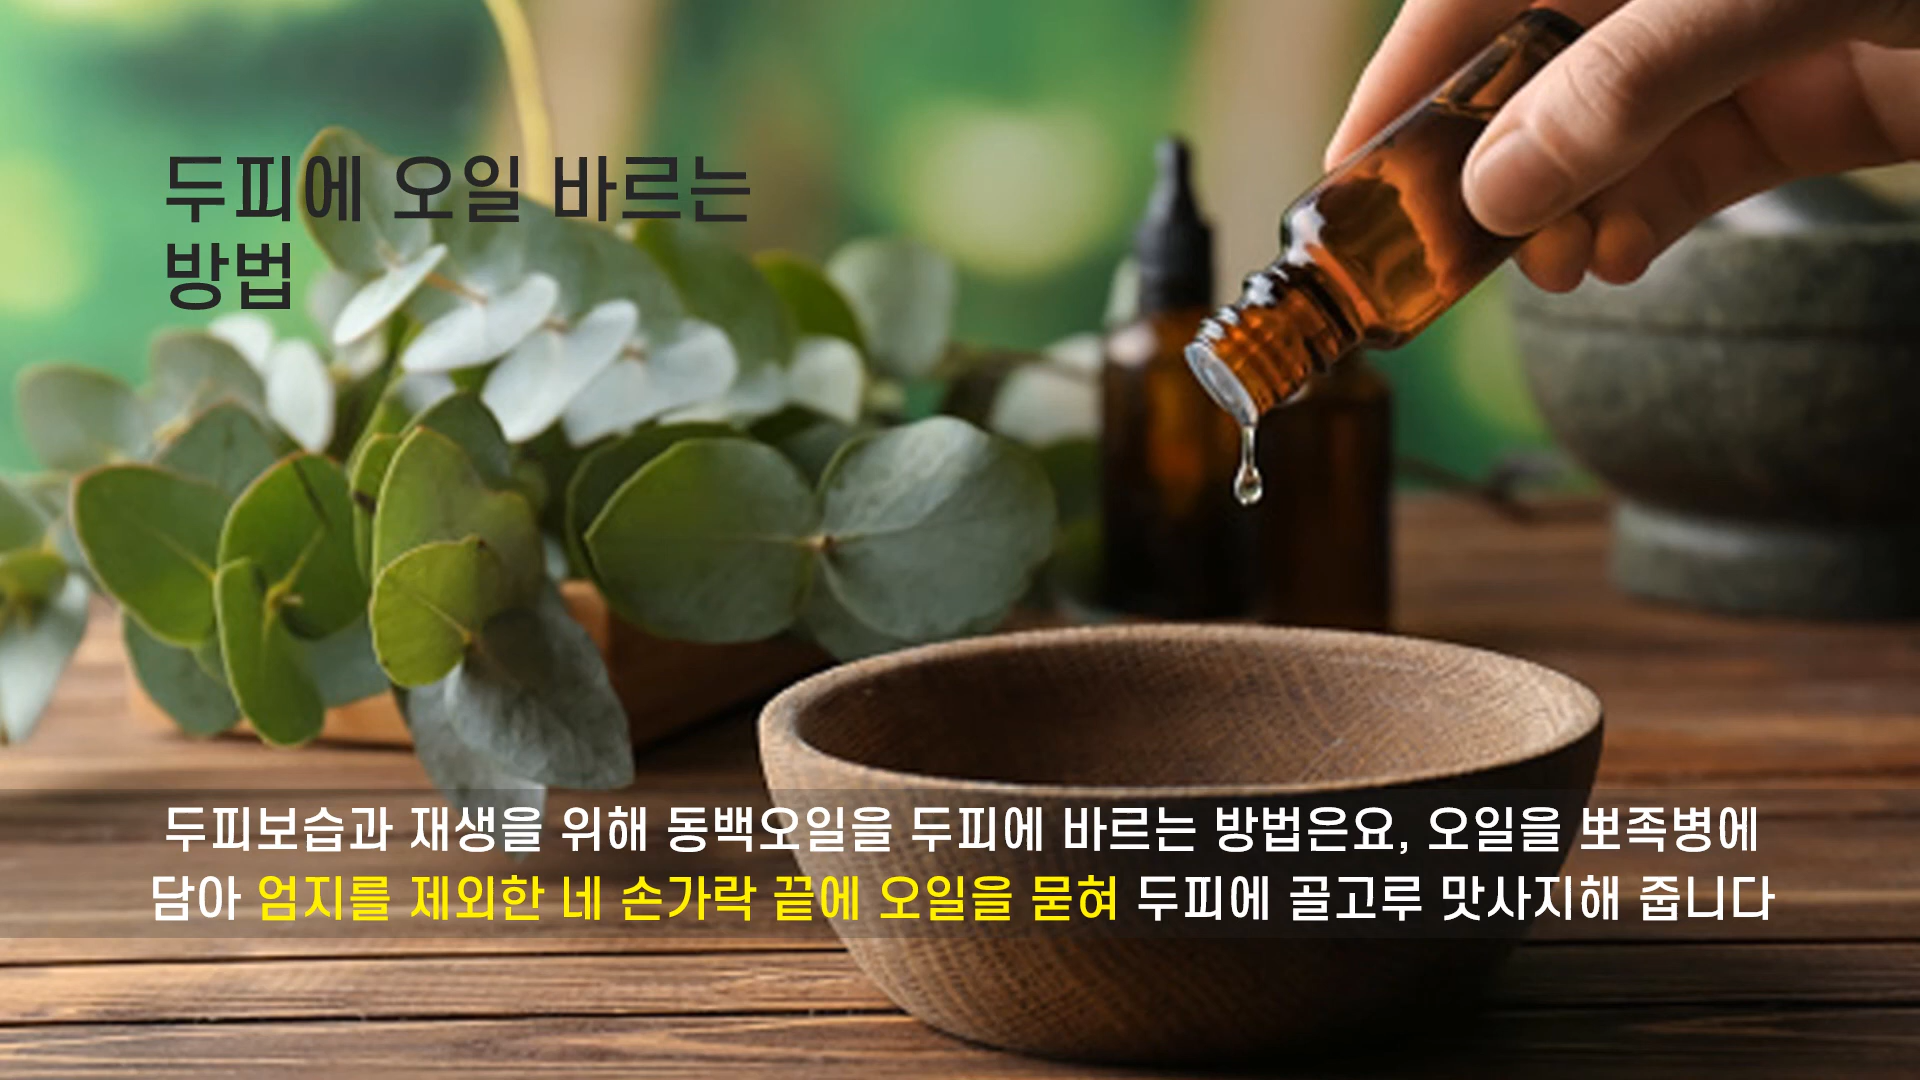 두피에 오일 바르는
방법
두피보습과 재생을 위해 동백오일을 두피에 바르는 방법은요, 오일을 뽀족병에
담아 엄지를 제외한 네 손가락 끝에 오일을 묻혀 두피에 골고루 맛사지해 줍니다